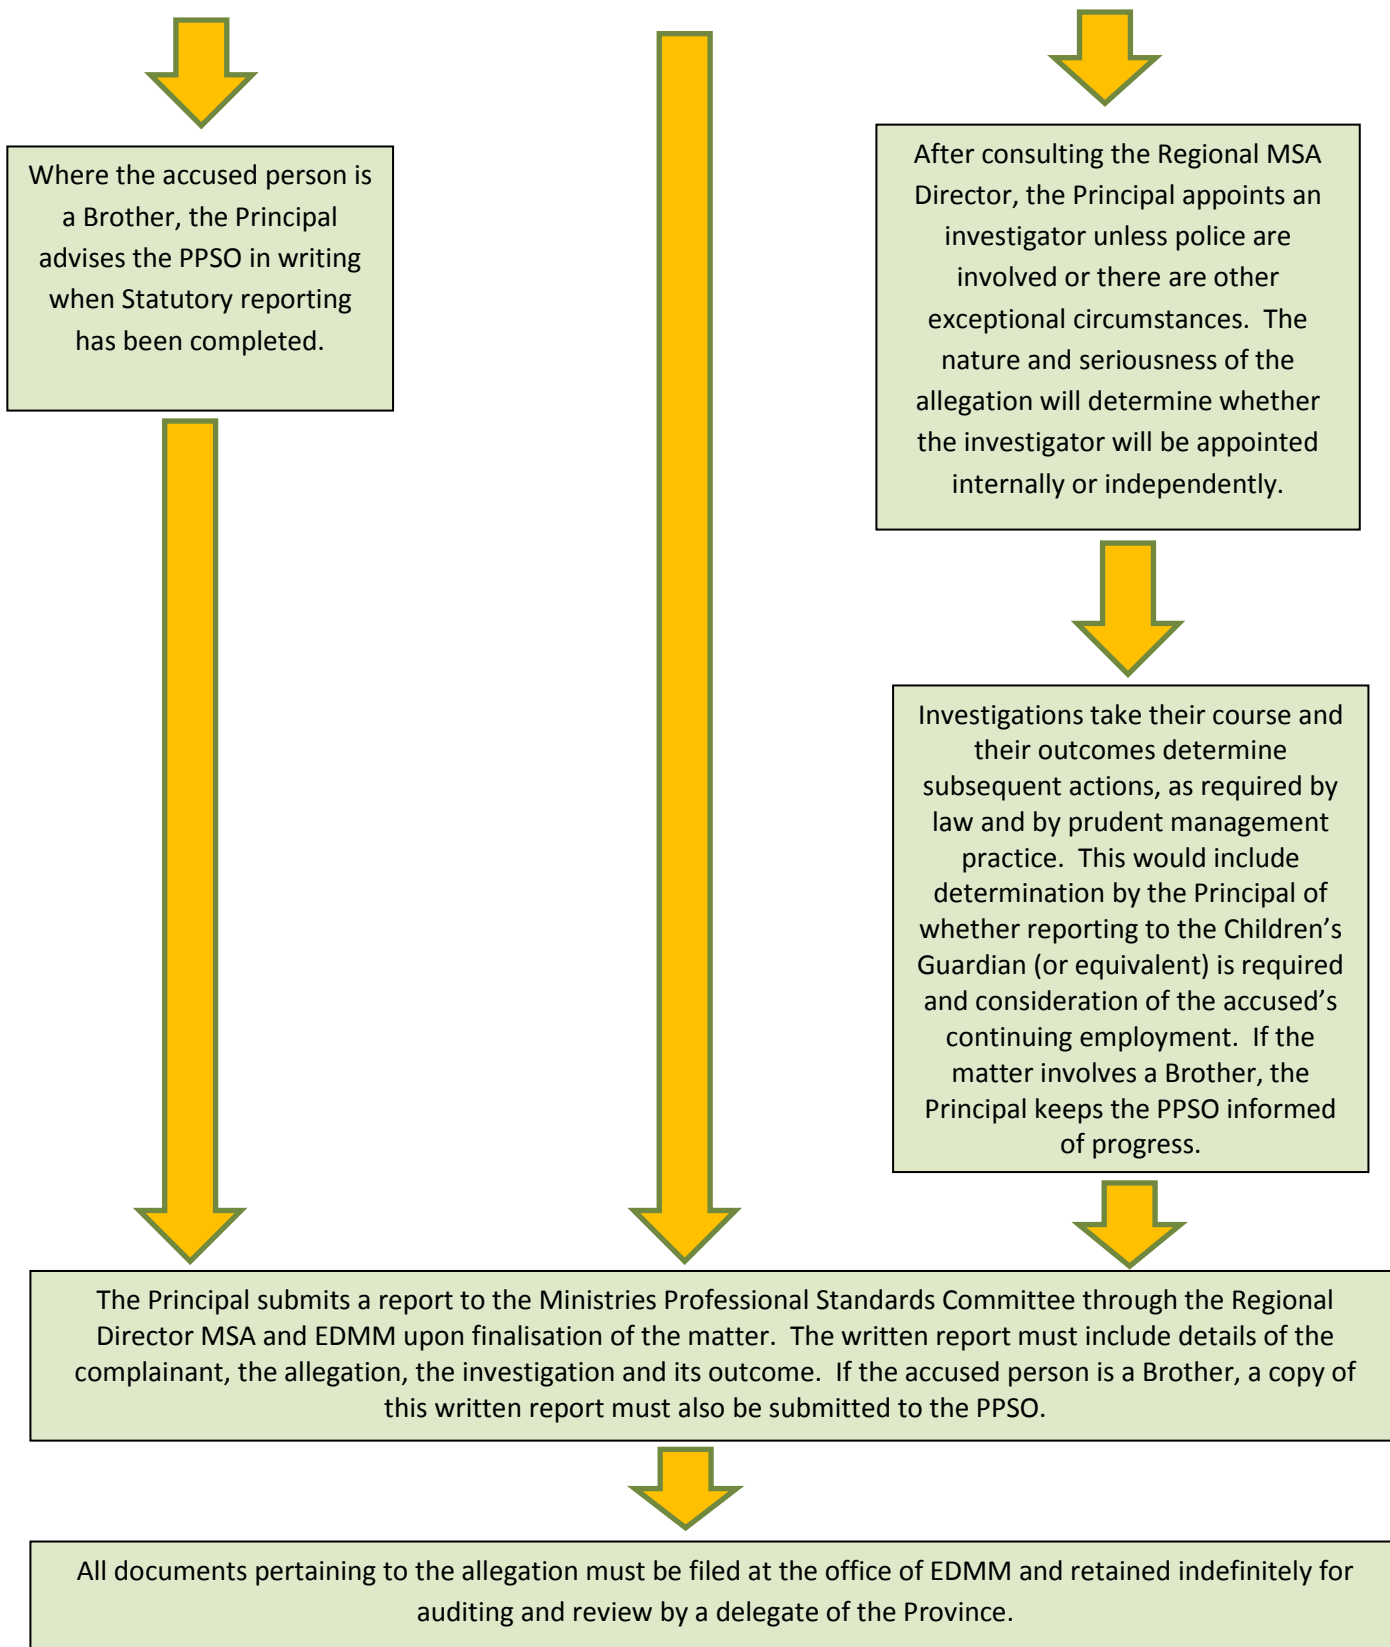 Where the accused person is
a Brother, the Principal
advises the PPSO in writing
when Statutory reporting
has been completed.
After consulting the Regional MSA
Director, the Principal appoints an
investigator unless police are
involved or there are other
exceptional circumstances.  The
nature and seriousness of the
allegation will determine whether
the investigator will be appointed
internally or independently.
Investigations take their course and
their outcomes determine
subsequent actions, as required by
law and by prudent management
practice.  This would include
determination by the Principal of
whether reporting to the Children’s
Guardian (or equivalent) is required
and consideration of the accused’s
continuing employment.  If the
matter involves a Brother, the
Principal keeps the PPSO informed
of progress.
The Principal submits a report to the Ministries Professional Standards Committee through the Regional
Director MSA and EDMM upon finalisation of the matter.  The written report must include details of the
complainant, the allegation, the investigation and its outcome.  If the accused person is a Brother, a copy of
this written report must also be submitted to the PPSO.
All documents pertaining to the allegation must be filed at the office of EDMM and retained indefinitely for
auditing and review by a delegate of the Province.